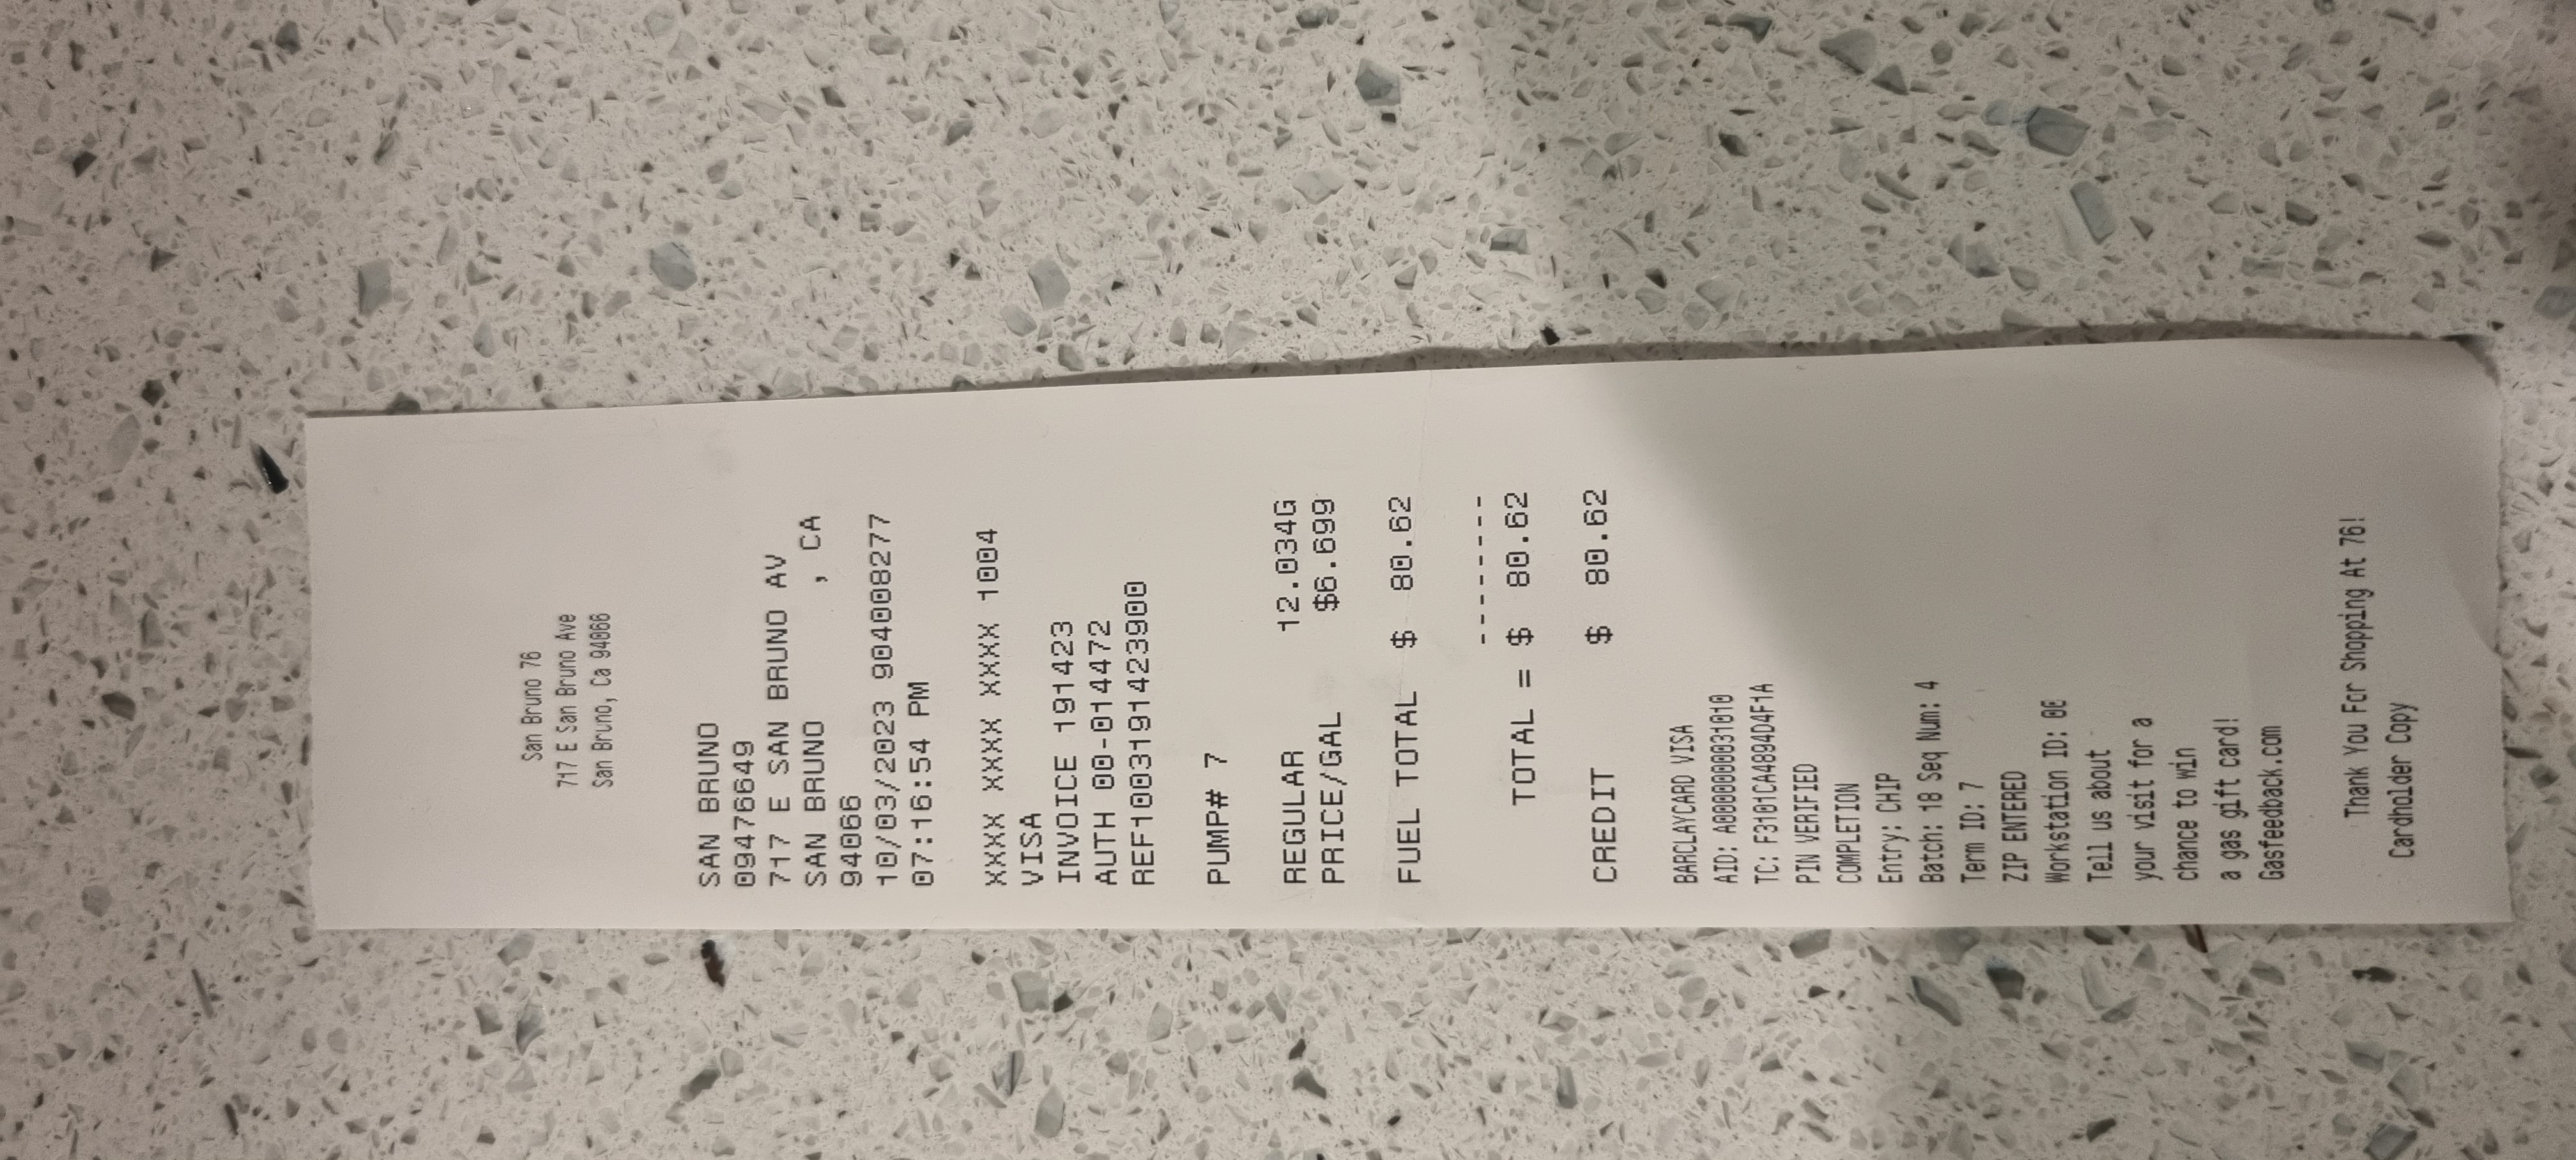 San Bruno 76
717 E San Bruno Ave
San Bruno, Ca 94066
SAN BRUNO
09476649
717 E SAN BRUNO AV
SAN BRUNO , CA
94066
10/03/2023 904008277
07:16:54 PM
XXXX XXXX XXXX 1004
VISA
INVOICE 191423
AUTH 00-014472
REF1003191423900
PUMP# 7
REGULAR 12.034G
PRICE/GAL $6.699
FUEL TOTAL $ 80.62
--------
TOTAL = $ 80.62
CREDIT $ 80.62
BARCLAYCARD VISA
AID: A0000000031010
TC: F3101CA4894D4F1A
PIN VERIFIED
COMPLETION
Entry: CHIP
Batch: 18 Seq Num: 4
Term ID: 7
ZIP ENTERED
Workstation ID:
Tell us about
your visit for a
chance to win
a gas gift card!
Gasfeedback.com
Thank You For Shopping At 76!
Cardholder Copy